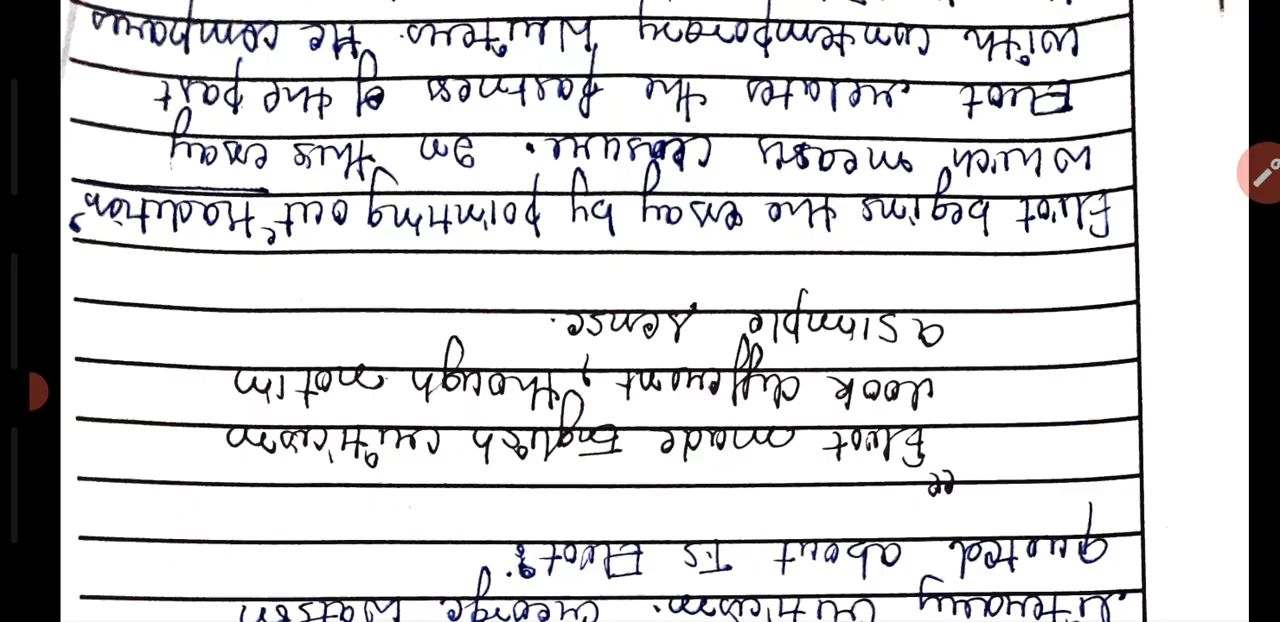 literary criticism. George Watson
quoted about T.S Eliot:
"
Eliot made English criticism
look different, though not in
a simple sense.
Eliot begins the essay by pointing out "tradition"
which means censure. In this essay
Eliot relates the pastness of the past
with contemporary writers. He compares